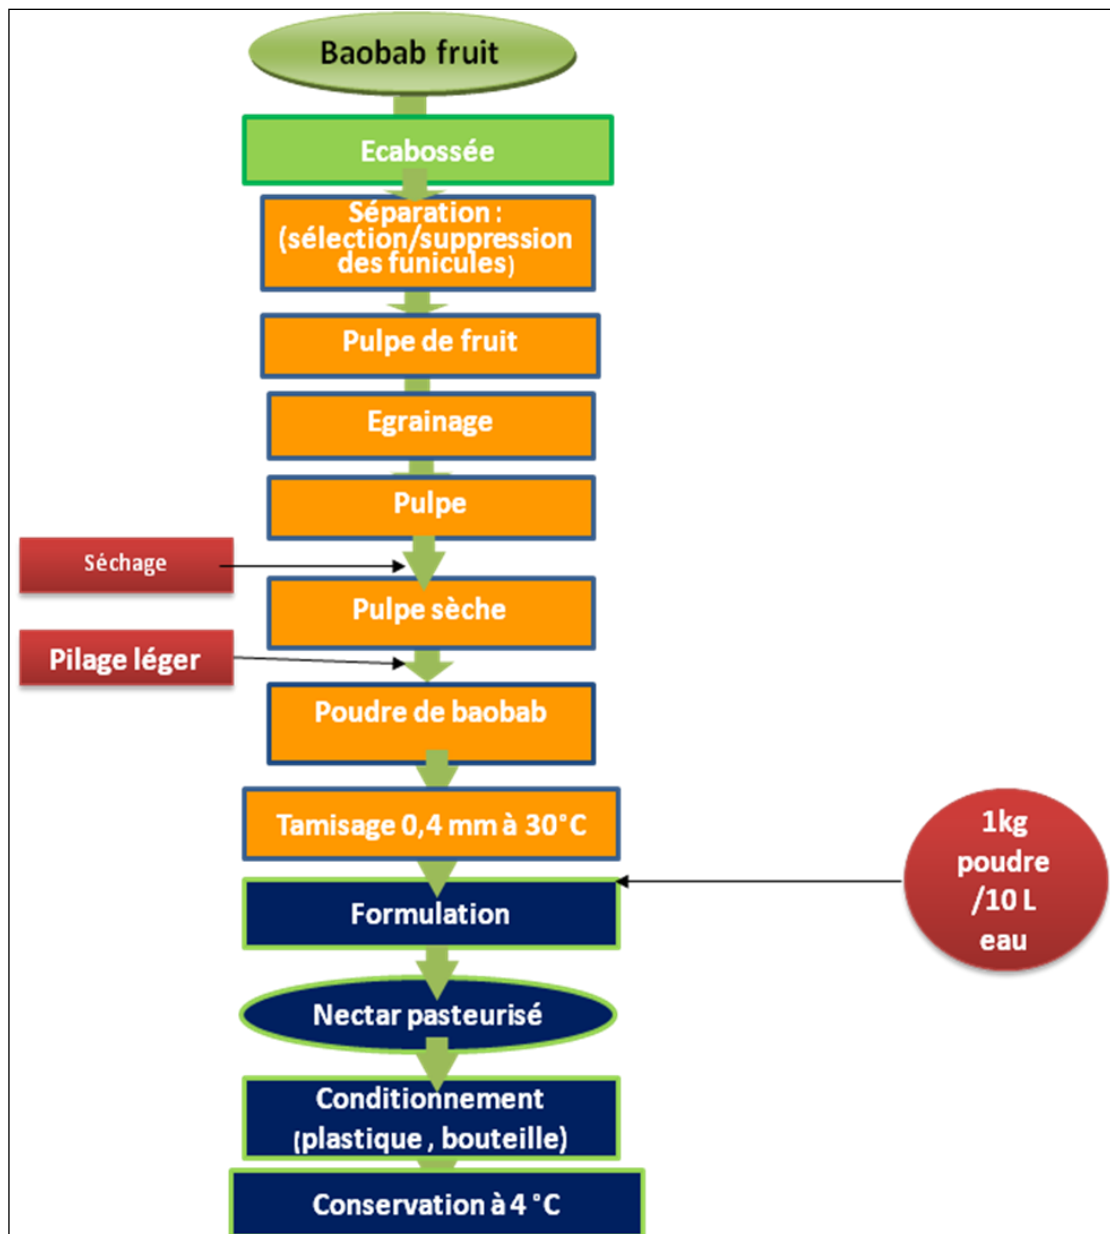 Baobab fruit
Ecabossée
Séparation :
(sélection/suppression
des funicules)
Pulpe de fruit
Egrainage
Pulpe
Séchage
Pulpe sèche
Pilage léger
Poudre de baobab
Tamisage 0,4 mm à 30°C
1kg
poudre
/10 L
eau
Formulation
Nectar pasteurisé
Conditionnement
(plastique , bouteille)
Conservation à 4 °C